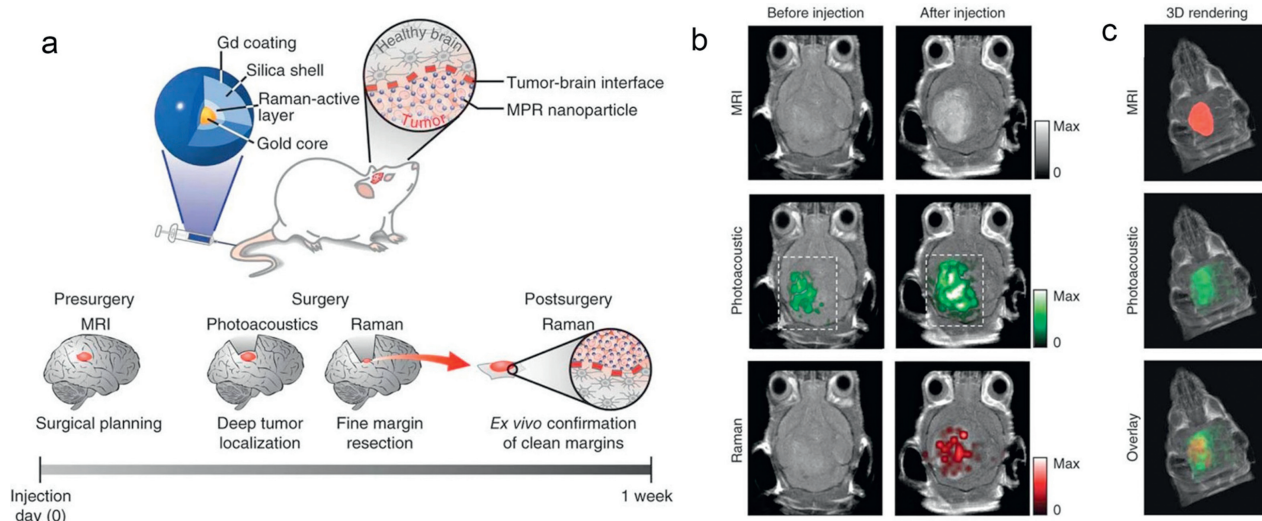 a
Gd coating
Silica shell
Raman-active
layer
Gold core
Healthy brain
Tumor
Tumor-brain interface
MPR nanoparticle
Presurgery
MRI
Surgical planning
Surgery
Photoacoustics
Deep tumor
localization
Raman
Fine margin
resection
Postsurgery
Raman
Ex vivo confirmation
of clean margins
Injection
day (0)
1 week
b
Before injection
After injection
MRI
Max
0
Photoacoustic
Max
0
Raman
Max
0
c
3D rendering
MRI
Photoacoustic
Overlay